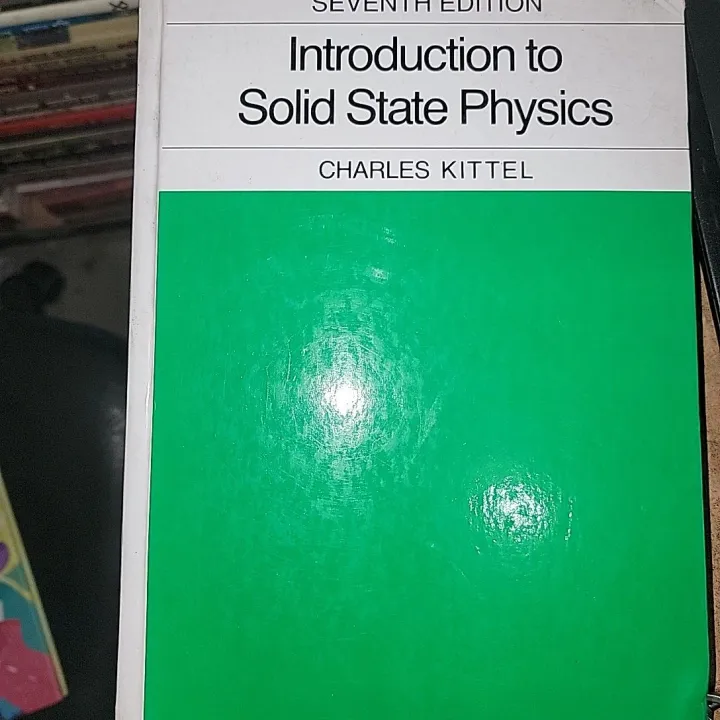 SEVENTH EDITION
Introduction to
Solid State Physics
CHARLES KITTEL